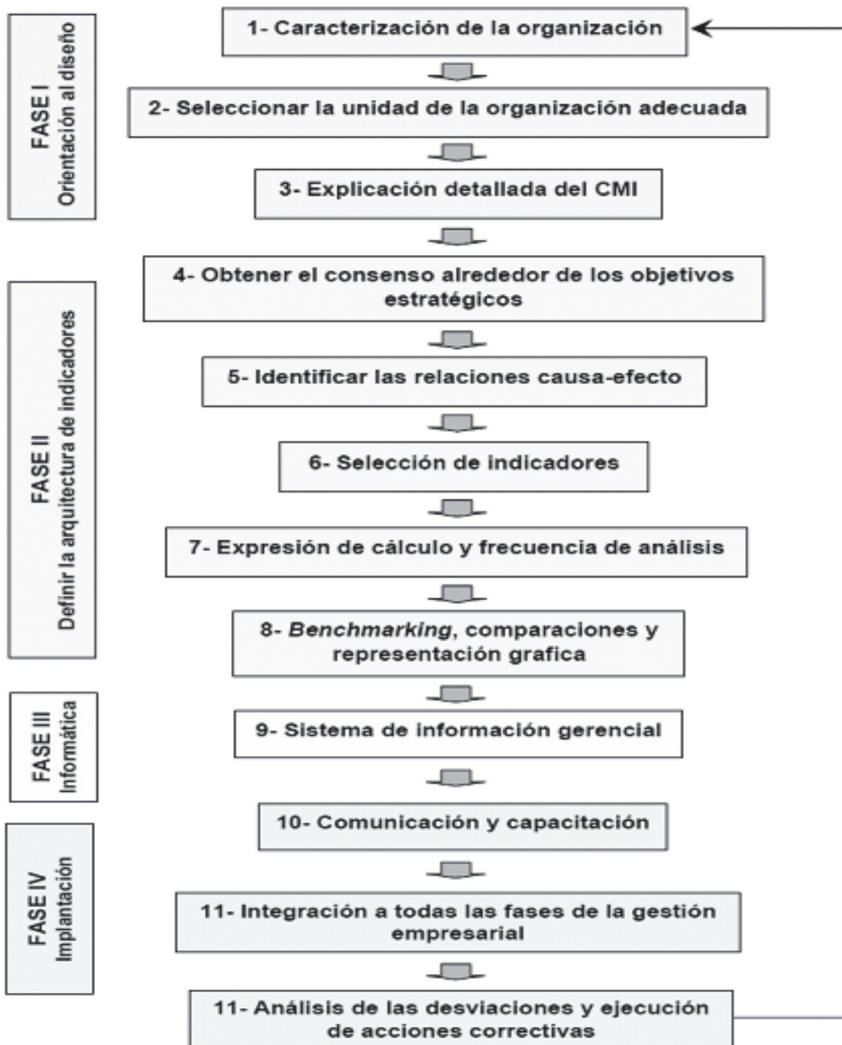 FASE I
Orientación al diseño
1- Caracterización de la organización
2- Seleccionar la unidad de la organización adecuada
3- Explicación detallada del CMI
FASE II
Definir la arquitectura de indicadores
4- Obtener el consenso alrededor de los objetivos
estratégicos
5- Identificar las relaciones causa-efecto
6- Selección de indicadores
7- Expresión de cálculo y frecuencia de análisis
8- Benchmarking, comparaciones y
representación grafica
FASE III
Informática
9- Sistema de información gerencial
FASE IV
Implantación
10- Comunicación y capacitación
11- Integración a todas las fases de la gestión
empresarial
11- Análisis de las desviaciones y ejecución
de acciones correctivas